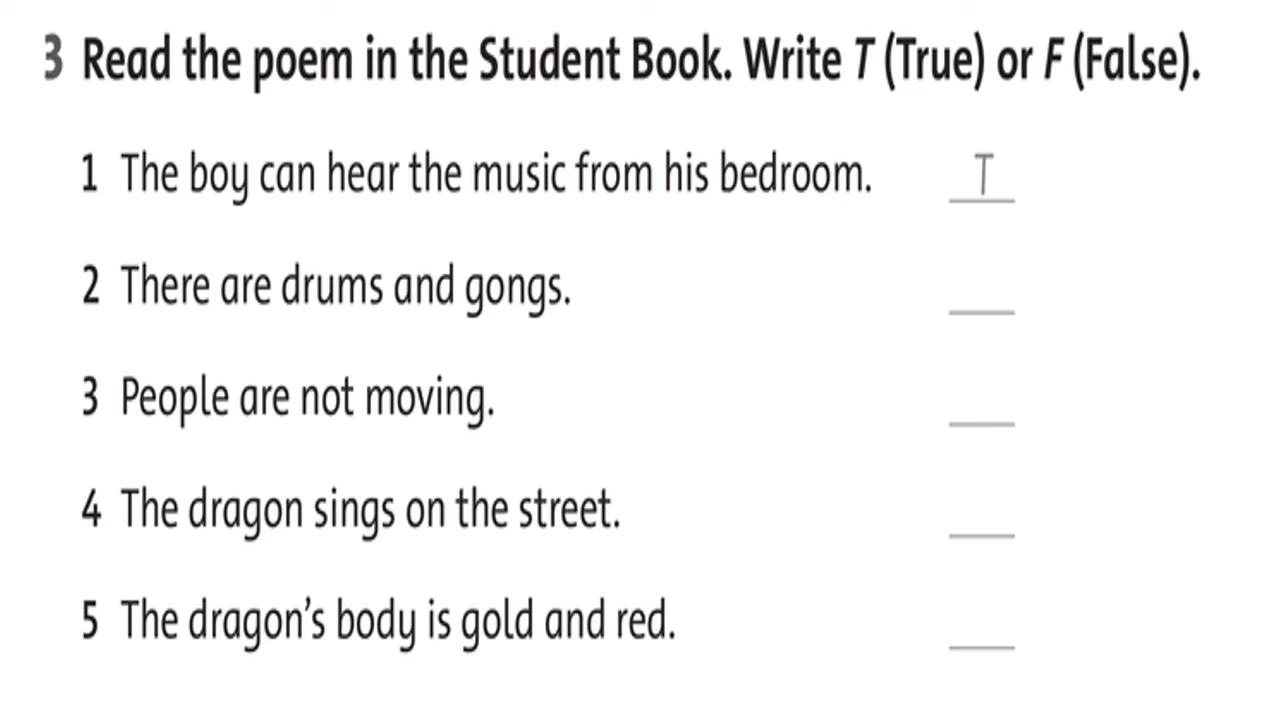 3 Read the poem in the Student Book. Write T (True) or F (False).
1 The boy can hear the music from his bedroom. T
2 There are drums and gongs.
3 People are not moving.
4 The dragon sings on the street.
5 The dragon's body is gold and red.